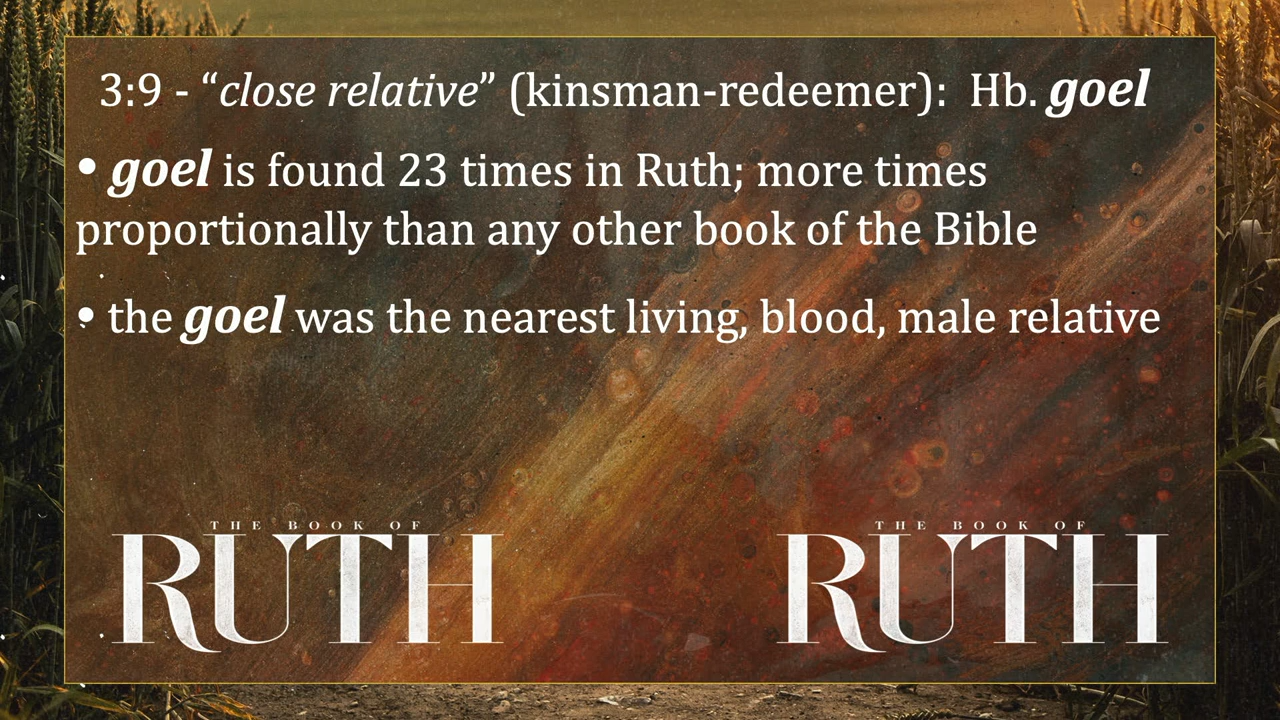 3:9 - “close relative” (kinsman-redeemer):  Hb. goel
• goel is found 23 times in Ruth; more times
proportionally than any other book of the Bible
• the goel was the nearest living, blood, male relative
THE BOOK OF
RUTH
THE BOOK OF
RUTH